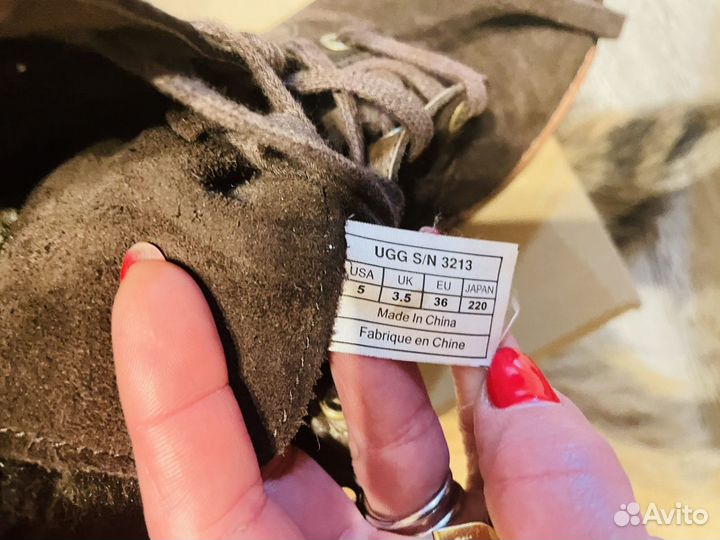 UGG S/N 3213
USA UK EU JAPAN
5 3.5 36 220
Made In China
Fabrique en Chine
Avito